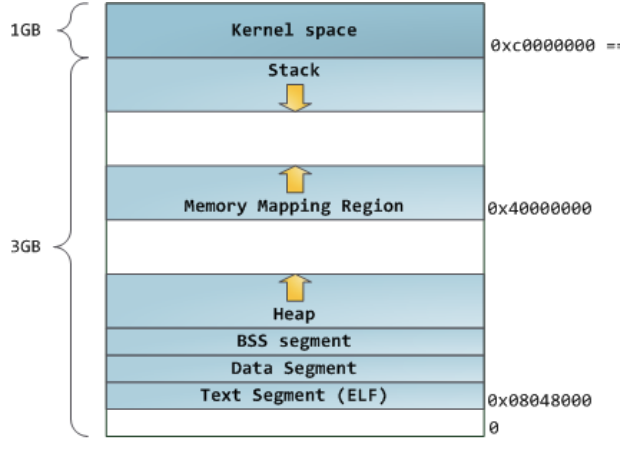 1GB
Kernel space
0xc0000000 ==
Stack
Memory Mapping Region
0x40000000
3GB
Heap
BSS segment
Data Segment
Text Segment (ELF)
0x08048000
0